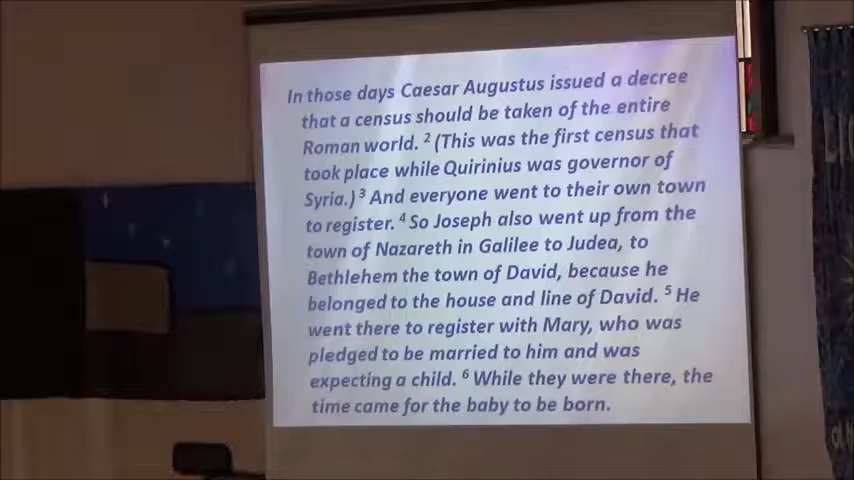 In those days Caesar Augustus issued a decree
that a census should be taken of the entire
Roman world. 2 (This was the first census that
took place while Quirinius was governor of
Syria.) 3 And everyone went to their own town
to register. 4 So Joseph also went up from the
town of Nazareth in Galilee to Judea, to
Bethlehem the town of David, because he
belonged to the house and line of David. 5 He
went there to register with Mary, who was
pledged to be married to him and was
expecting a child. 6 While they were there, the
time came for the baby to be born.